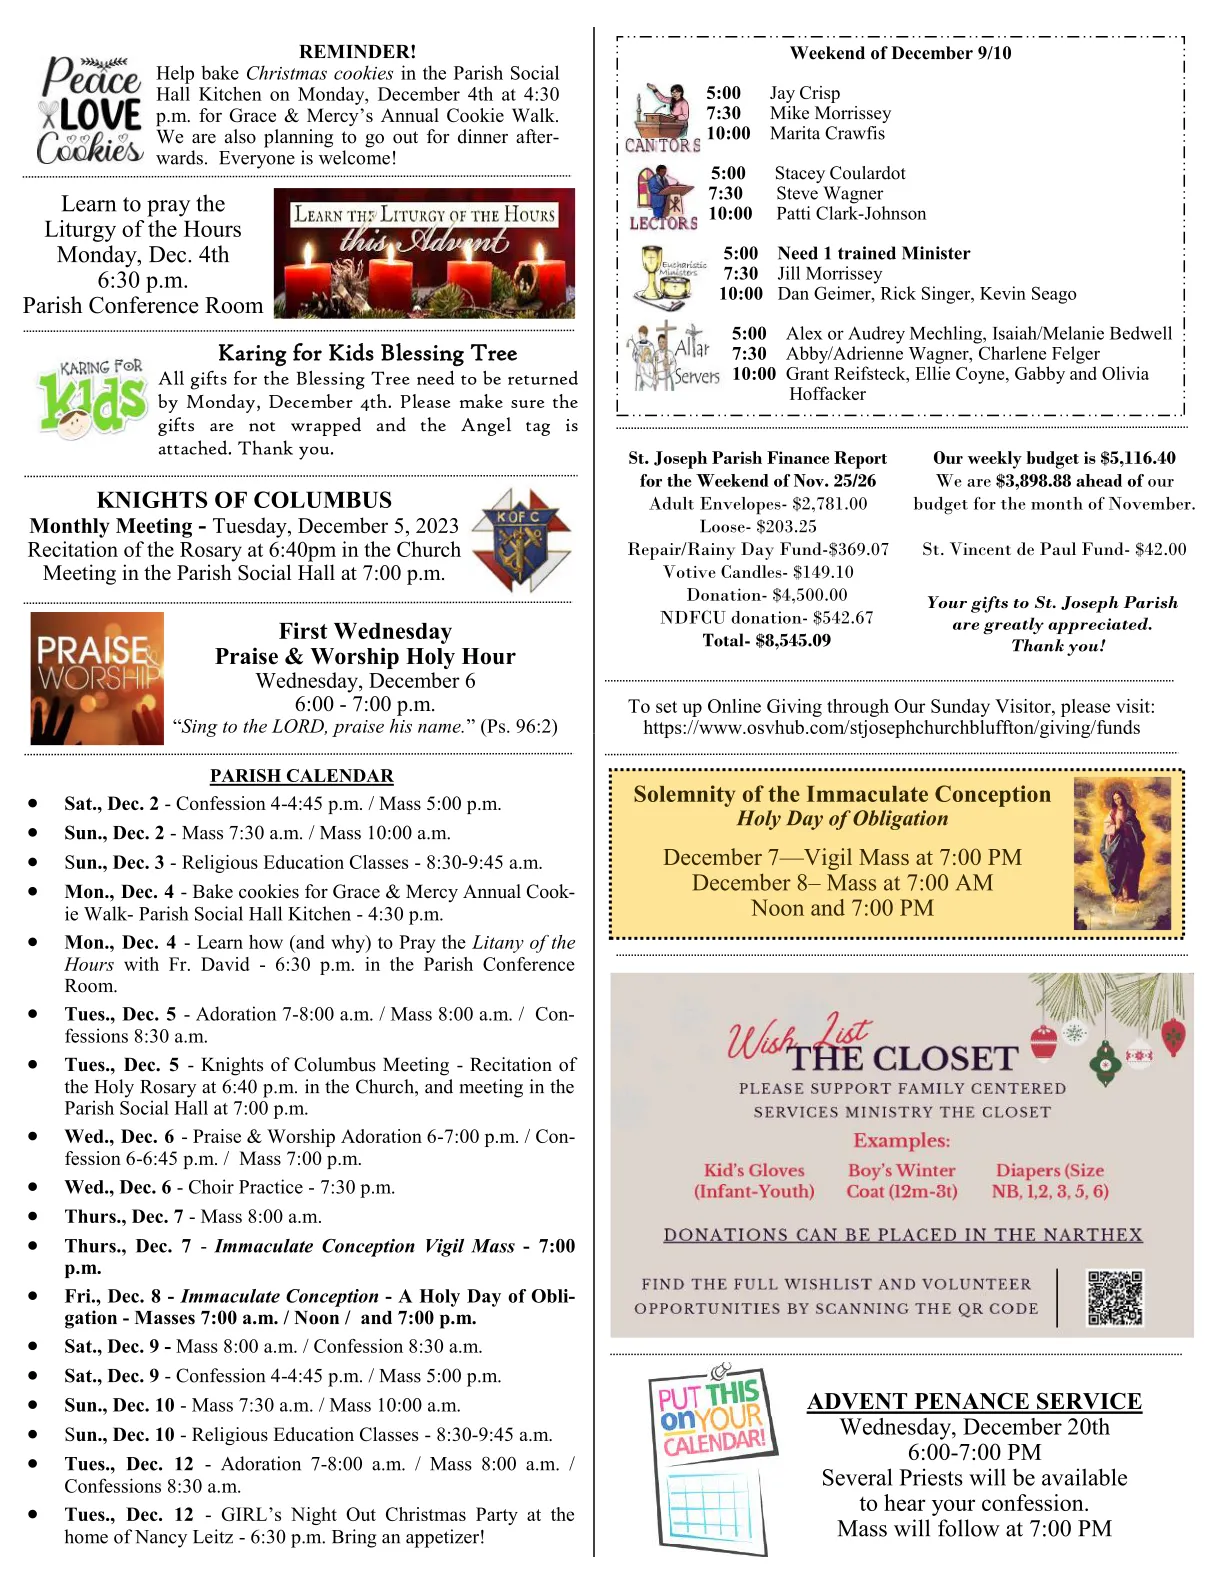 Peace
LOVE
Cookies
REMINDER!
Help bake Christmas cookies in the Parish Social
Hall Kitchen on Monday, December 4th at 4:30
p.m. for Grace & Mercy’s Annual Cookie Walk.
We are also planning to go out for dinner after-
wards.  Everyone is welcome!
Learn to pray the
Liturgy of the Hours
Monday, Dec. 4th
6:30 p.m.
Parish Conference Room
LEARN THE LITURGY OF THE HOURS
this Advent
KARING FOR
kids
Karing for Kids Blessing Tree
All gifts for the Blessing Tree need to be returned
by Monday, December 4th. Please make sure the
gifts are not wrapped and the Angel tag is
attached. Thank you.
KNIGHTS OF COLUMBUS
Monthly Meeting - Tuesday, December 5, 2023
Recitation of the Rosary at 6:40pm in the Church
Meeting in the Parish Social Hall at 7:00 p.m.
K OF C
PRAISE &
WORSHIP
First Wednesday
Praise & Worship Holy Hour
Wednesday, December 6
6:00 - 7:00 p.m.
“Sing to the LORD, praise his name.” (Ps. 96:2)
PARISH CALENDAR
• Sat., Dec. 2 - Confession 4-4:45 p.m. / Mass 5:00 p.m.
• Sun., Dec. 2 - Mass 7:30 a.m. / Mass 10:00 a.m.
• Sun., Dec. 3 - Religious Education Classes - 8:30-9:45 a.m.
• Mon., Dec. 4 - Bake cookies for Grace & Mercy Annual Cook-
ie Walk- Parish Social Hall Kitchen - 4:30 p.m.
• Mon., Dec. 4 - Learn how (and why) to Pray the Litany of the
Hours with Fr. David - 6:30 p.m. in the Parish Conference
Room.
• Tues., Dec. 5 - Adoration 7-8:00 a.m. / Mass 8:00 a.m. /  Con-
fessions 8:30 a.m.
• Tues., Dec. 5 - Knights of Columbus Meeting - Recitation of
the Holy Rosary at 6:40 p.m. in the Church, and meeting in the
Parish Social Hall at 7:00 p.m.
• Wed., Dec. 6 - Praise & Worship Adoration 6-7:00 p.m. / Con-
fession 6-6:45 p.m. /  Mass 7:00 p.m.
• Wed., Dec. 6 - Choir Practice - 7:30 p.m.
• Thurs., Dec. 7 - Mass 8:00 a.m.
• Thurs., Dec. 7 - Immaculate Conception Vigil Mass - 7:00
p.m.
• Fri., Dec. 8 - Immaculate Conception - A Holy Day of Obli-
gation - Masses 7:00 a.m. / Noon /  and 7:00 p.m.
• Sat., Dec. 9 - Mass 8:00 a.m. / Confession 8:30 a.m.
• Sat., Dec. 9 - Confession 4-4:45 p.m. / Mass 5:00 p.m.
• Sun., Dec. 10 - Mass 7:30 a.m. / Mass 10:00 a.m.
• Sun., Dec. 10 - Religious Education Classes - 8:30-9:45 a.m.
• Tues., Dec. 12 - Adoration 7-8:00 a.m. / Mass 8:00 a.m. /
Confessions 8:30 a.m.
• Tues., Dec. 12 - GIRL’s Night Out Christmas Party at the
home of Nancy Leitz - 6:30 p.m. Bring an appetizer!
Weekend of December 9/10
CANTORS
5:00 Jay Crisp
7:30 Mike Morrissey
10:00 Marita Crawfis
LECTORS
5:00 Stacey Coulardot
7:30 Steve Wagner
10:00 Patti Clark-Johnson
Eucharistic
Ministers
5:00 Need 1 trained Minister
7:30 Jill Morrissey
10:00 Dan Geimer, Rick Singer, Kevin Seago
Altar
Servers
5:00 Alex or Audrey Mechling, Isaiah/Melanie Bedwell
7:30 Abby/Adrienne Wagner, Charlene Felger
10:00 Grant Reifsteck, Ellie Coyne, Gabby and Olivia
Hoffacker
St. Joseph Parish Finance Report
for the Weekend of Nov. 25/26
Adult Envelopes- $2,781.00
Loose- $203.25
Repair/Rainy Day Fund-$369.07
Votive Candles- $149.10
Donation- $4,500.00
NDFCU donation- $542.67
Total- $8,545.09
Our weekly budget is $5,116.40
We are $3,898.88 ahead of our
budget for the month of November.
St. Vincent de Paul Fund- $42.00
Your gifts to St. Joseph Parish
are greatly appreciated.
Thank you!
To set up Online Giving through Our Sunday Visitor, please visit:
https://www.osvhub.com/stjosephchurchbluffton/giving/funds
Solemnity of the Immaculate Conception
Holy Day of Obligation
December 7—Vigil Mass at 7:00 PM
December 8– Mass at 7:00 AM
Noon and 7:00 PM
Wish List
THE CLOSET
PLEASE SUPPORT FAMILY CENTERED
SERVICES MINISTRY THE CLOSET
Examples:
Kid's Gloves
(Infant-Youth)
Boy's Winter
Coat (12m-3t)
Diapers (Size
NB, 1,2, 3, 5, 6)
DONATIONS CAN BE PLACED IN THE NARTHEX
FIND THE FULL WISHLIST AND VOLUNTEER
OPPORTUNITIES BY SCANNING THE QR CODE
PUT THIS
on YOUR
CALENDAR!
ADVENT PENANCE SERVICE
Wednesday, December 20th
6:00-7:00 PM
Several Priests will be available
to hear your confession.
Mass will follow at 7:00 PM